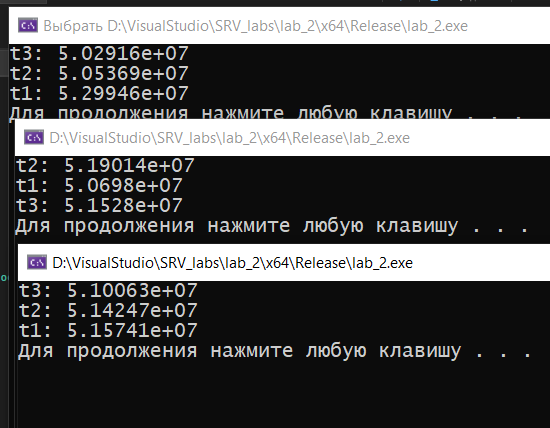 Выбрать D:\VisualStudio\SRV_labs\lab_2\x64\Release\lab_2.exe
t3: 5.02916e+07
t2: 5.05369e+07
t1: 5.29946e+07
Для продолжения нажмите любую клавишу . . .
D:\VisualStudio\SRV_labs\lab_2\x64\Release\lab_2.exe
t2: 5.19014e+07
t1: 5.0698e+07
t3: 5.1528e+07
Для продолжения нажмите любую клавишу . . .
D:\VisualStudio\SRV_labs\lab_2\x64\Release\lab_2.exe
t3: 5.10063e+07
t2: 5.14247e+07
t1: 5.15741e+07
Для продолжения нажмите любую клавишу . . .